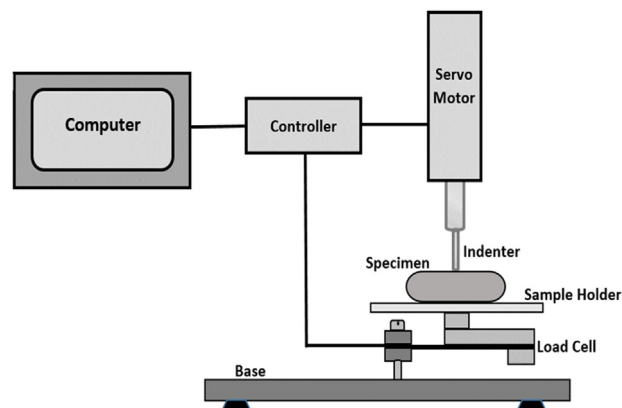 Servo
Motor
Computer
Controller
Indenter
Specimen
Sample Holder
Load Cell
Base